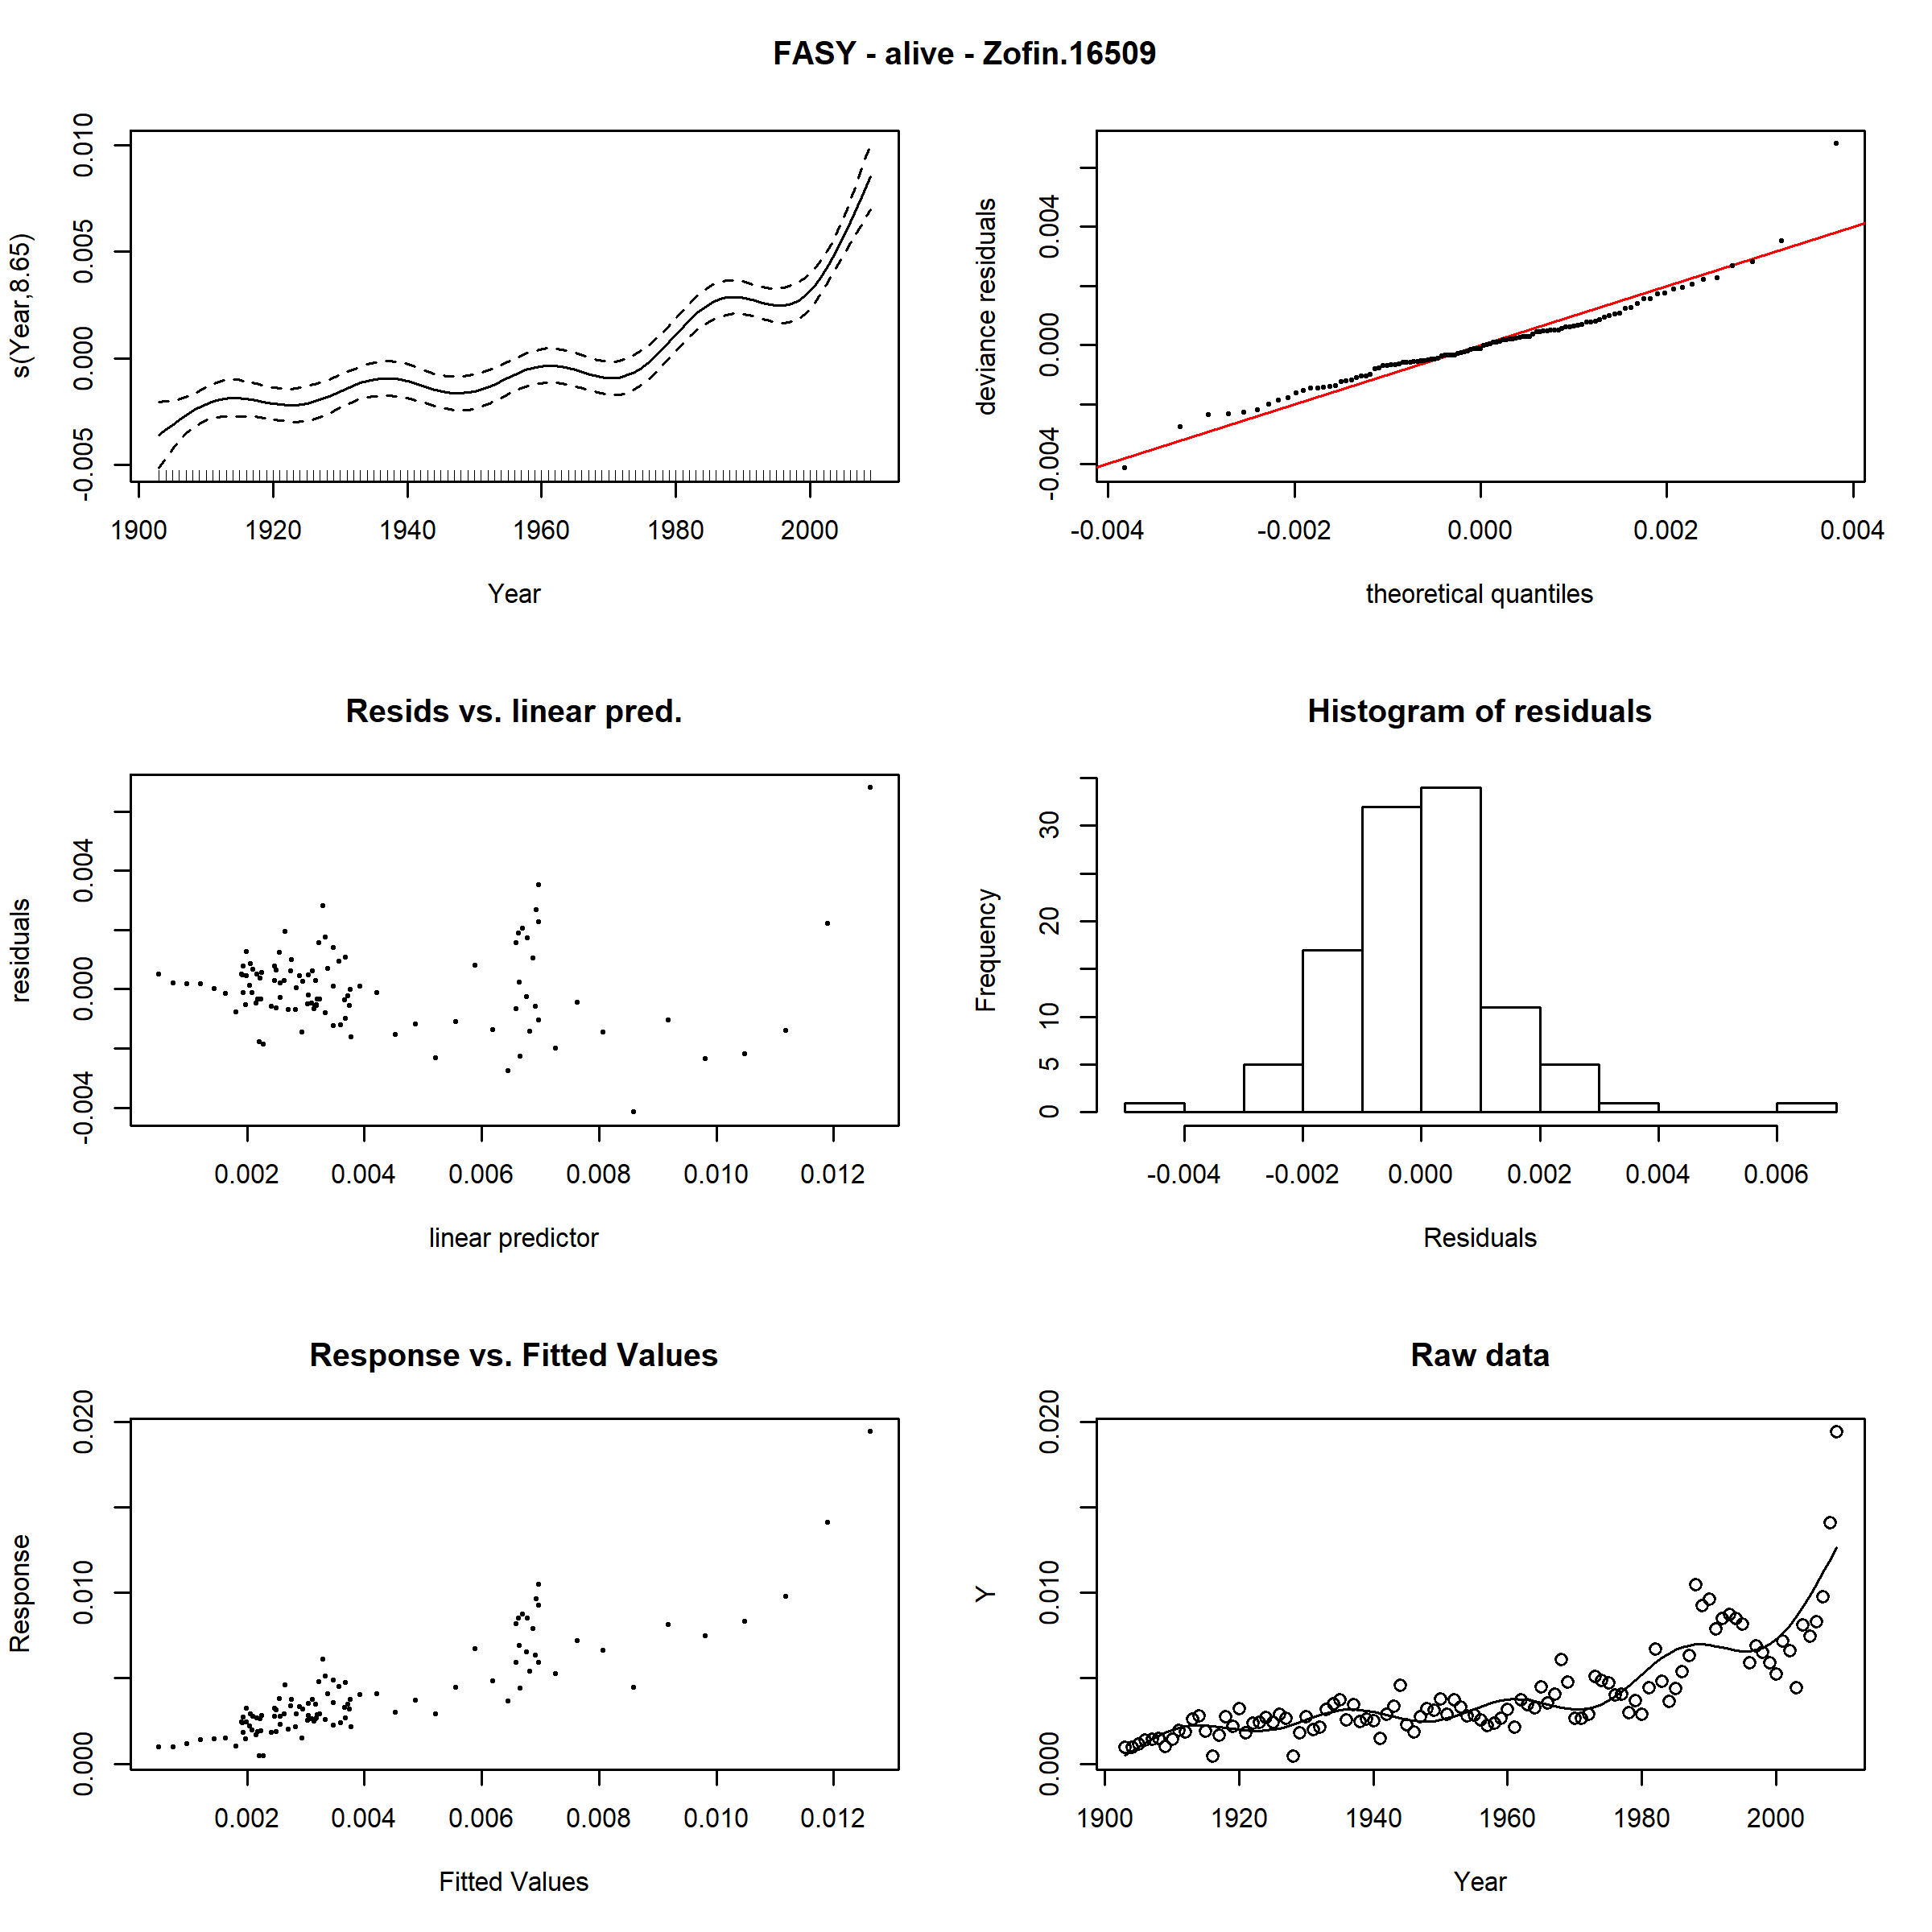 FASY - alive - Zofin.16509
s(Year,8.65)
-0.005 0.000 0.005 0.010
1900 1920 1940 1960 1980 2000
Year
deviance residuals
-0.004 0.000 0.004
-0.004 -0.002 0.000 0.002 0.004
theoretical quantiles
Resids vs. linear pred.
residuals
-0.004 0.000 0.004
0.002 0.004 0.006 0.008 0.010 0.012
linear predictor
Histogram of residuals
Frequency
0 5 10 20 30
-0.004 -0.002 0.000 0.002 0.004 0.006
Residuals
Response vs. Fitted Values
Response
0.000 0.010 0.020
0.002 0.004 0.006 0.008 0.010 0.012
Fitted Values
Raw data
Y
0.000 0.010 0.020
1900 1920 1940 1960 1980 2000
Year